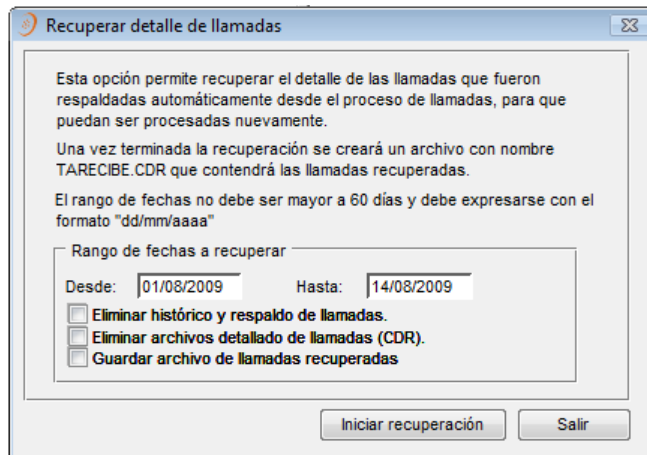 Recuperar detalle de llamadas
Esta opción permite recuperar el detalle de las llamadas que fueron
respaldadas automáticamente desde el proceso de llamadas, para que
puedan ser procesadas nuevamente.
Una vez terminada la recuperación se creará un archivo con nombre
TARECIBE.CDR que contendrá las llamadas recuperadas.
El rango de fechas no debe ser mayor a 60 días y debe expresarse con el
formato "dd/mm/aaaa"
Rango de fechas a recuperar
Desde: 01/08/2009 Hasta: 14/08/2009
Eliminar histórico y respaldo de llamadas.
Eliminar archivos detallado de llamadas (CDR).
Guardar archivo de llamadas recuperadas
Iniciar recuperación Salir